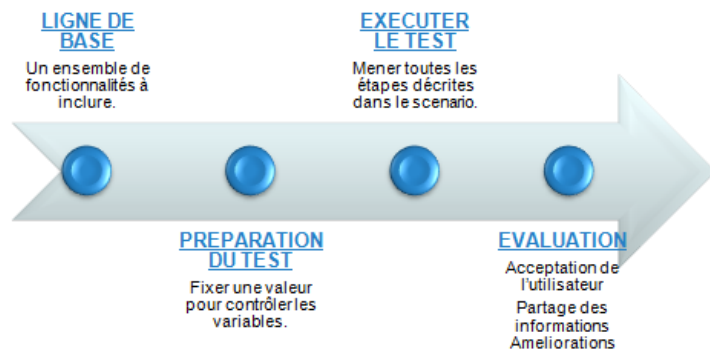 LIGNE DE
BASE
Un ensemble de
fonctionnalités à
inclure.
PREPARATION
DU TEST
Fixer une valeur
pour contrôler les
variables.
EXECUTER
LE TEST
Mener toutes les
étapes décrites
dans le scenario.
EVALUATION
Acceptation de
l'utilisateur
Partage des
informations
Ameliorations